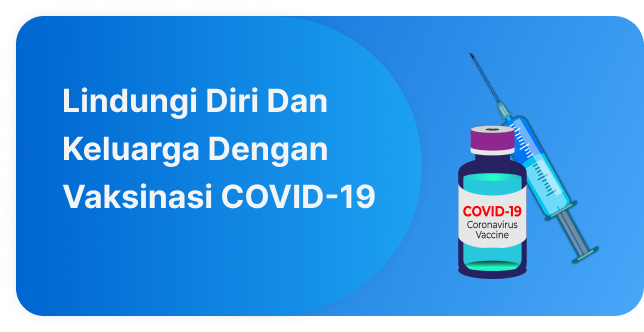 Lindungi Diri Dan
Keluarga Dengan
Vaksinasi COVID-19
COVID-19
Coronavirus
Vaccine